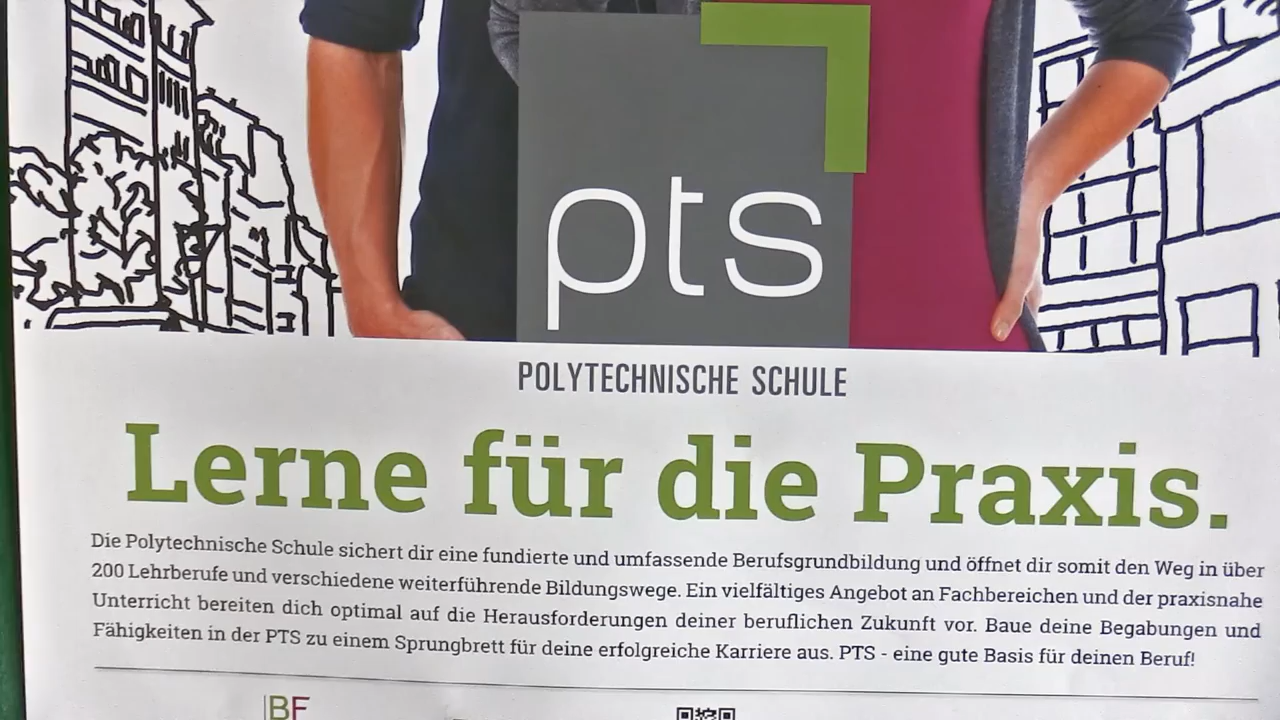 pts
POLYTECHNISCHE SCHULE
Lerne für die Praxis.
Die Polytechnische Schule sichert dir eine fundierte und umfassende Berufsgrundbildung und öffnet dir somit den Weg in über
200 Lehrberufe und verschiedene weiterführende Bildungswege. Ein vielfältiges Angebot an Fachbereichen und der praxisnahe
Unterricht bereiten dich optimal auf die Herausforderungen deiner beruflichen Zukunft vor. Baue deine Begabungen und
Fähigkeiten in der PTS zu einem Sprungbrett für deine erfolgreiche Karriere aus. PTS - eine gute Basis für deinen Beruf!
BF